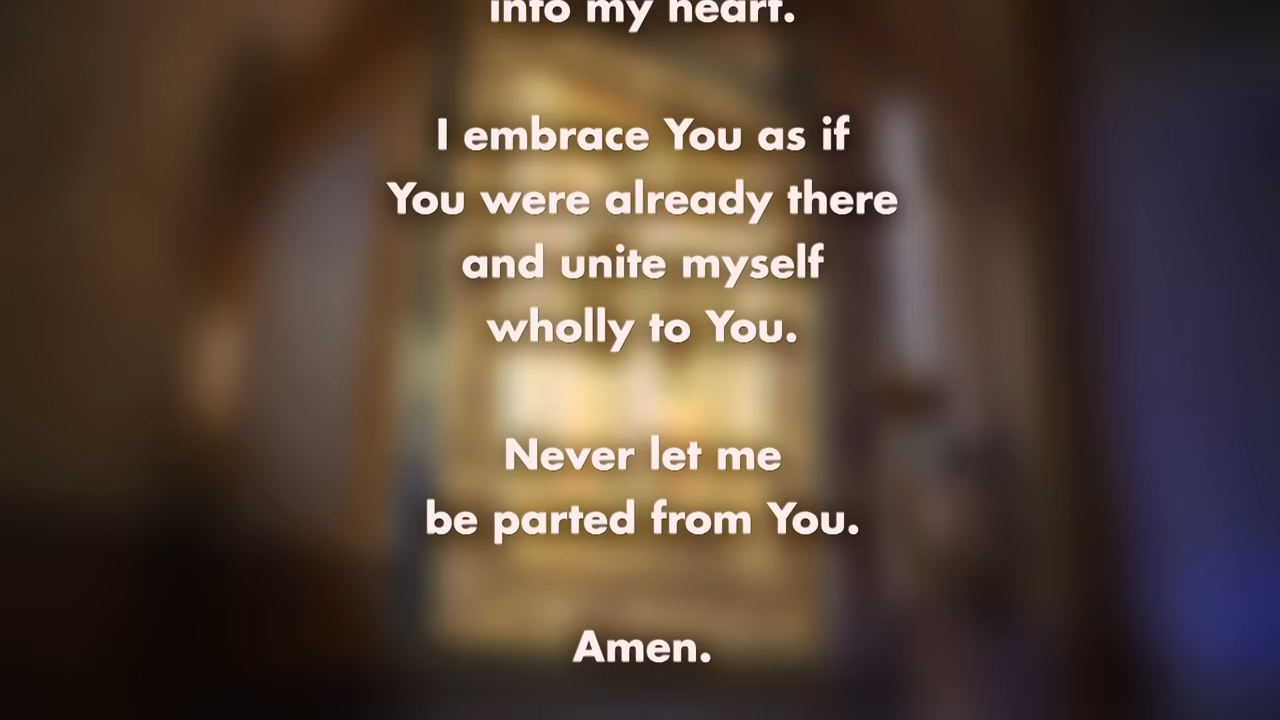 into my heart.
I embrace You as if
You were already there
and unite myself
wholly to You.
Never let me
be parted from You.
Amen.